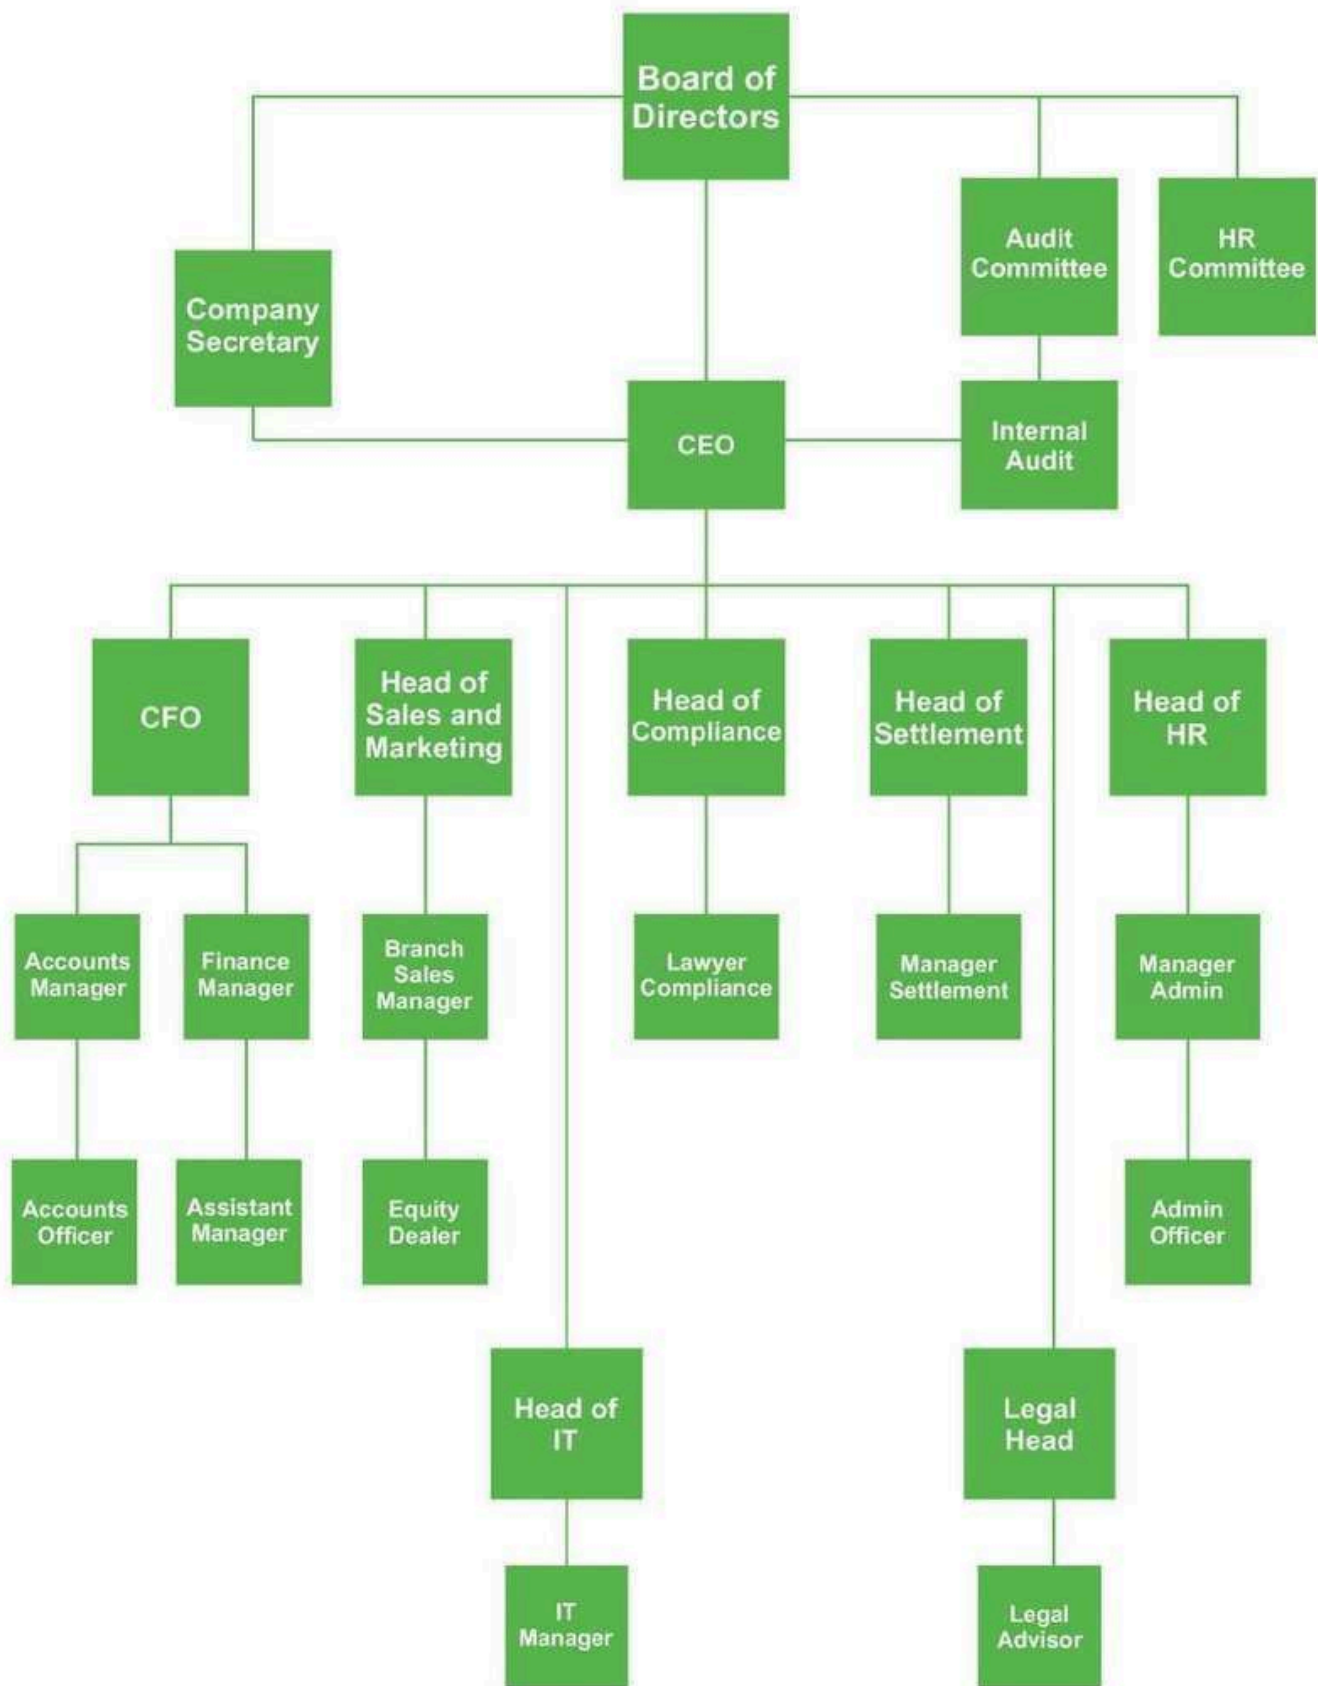 Board of
Directors
Audit
Committee
HR
Committee
Company
Secretary
CEO
Internal
Audit
CFO
Head of
Sales and
Marketing
Head of
Compliance
Head of
Settlement
Head of
HR
Accounts
Manager
Finance
Manager
Branch
Sales
Manager
Lawyer
Compliance
Manager
Settlement
Manager
Admin
Accounts
Officer
Assistant
Manager
Equity
Dealer
Admin
Officer
Head of
IT
Legal
Head
IT
Manager
Legal
Advisor